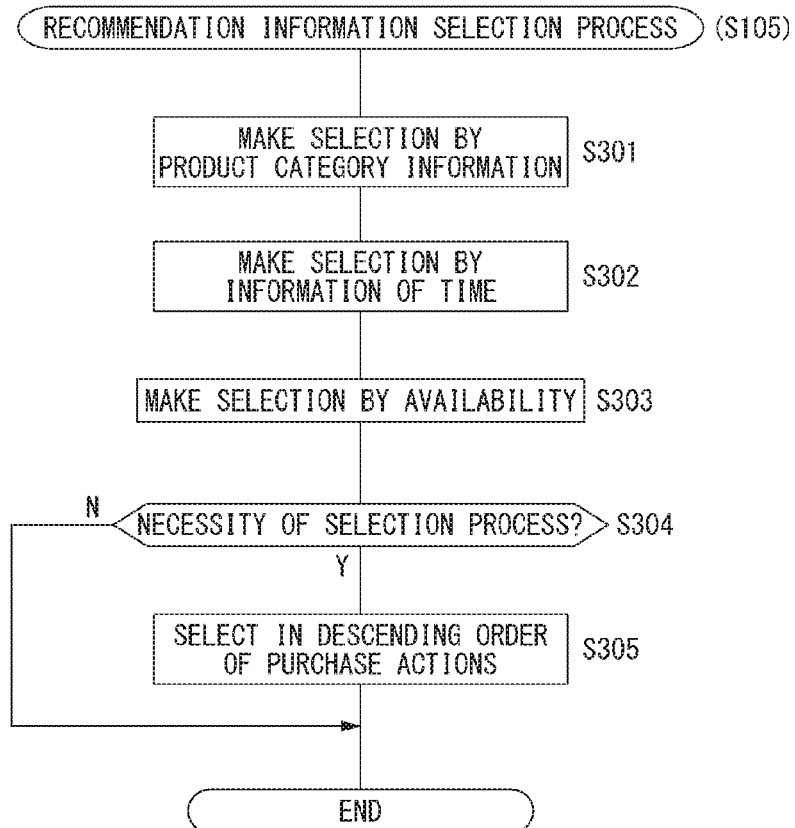 RECOMMENDATION INFORMATION SELECTION PROCESS (S105)
MAKE SELECTION BY
PRODUCT CATEGORY INFORMATION
S301
MAKE SELECTION BY
INFORMATION OF TIME
S302
MAKE SELECTION BY AVAILABILITY S303
N
NECESSITY OF SELECTION PROCESS? S304
Y
SELECT IN DESCENDING ORDER
OF PURCHASE ACTIONS
S305
END